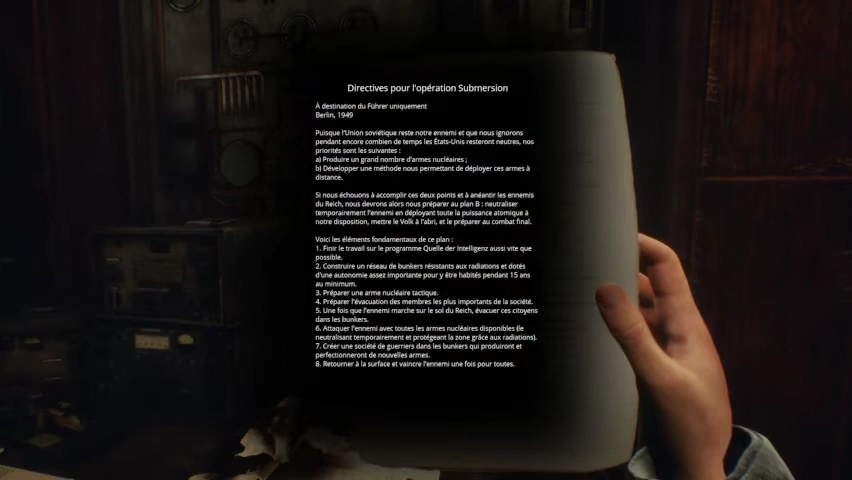 Directives pour l'opération Submersion
À destination du Führer uniquement
Berlin, 1949
Puisque l'Union soviétique reste notre ennemi et que nous ignorons
pendant encore combien de temps les États-Unis resteront neutres, nos
priorités sont les suivantes :
a) Produire un grand nombre d'armes nucléaires ;
b) Développer une méthode nous permettant de déployer ces armes à
distance.
Si nous échouons à accomplir ces deux points et à anéantir les ennemis
du Reich, nous devrons alors nous préparer au plan B : neutraliser
temporairement l'ennemi en déployant toute la puissance atomique à
notre disposition, mettre le Volk à l'abri, et le préparer au combat final.
Voici les éléments fondamentaux de ce plan :
1. Finir le travail sur le programme Quelle der Intelligenz aussi vite que
possible.
2. Construire un réseau de bunkers résistants aux radiations et dotés
d'une autonomie assez importante pour y être habités pendant 15 ans
au minimum.
3. Préparer une arme nucléaire tactique.
4. Préparer l'évacuation des membres les plus importants de la société.
5. Une fois que l'ennemi marche sur le sol du Reich, évacuer ces citoyens
dans les bunkers.
6. Attaquer l'ennemi avec toutes les armes nucléaires disponibles (le
neutralisant temporairement et protégeant la zone grâce aux radiations).
7. Créer une société de guerriers dans les bunkers qui produiront et
perfectionneront de nouvelles armes.
8. Retourner à la surface et vaincre l'ennemi une fois pour toutes.